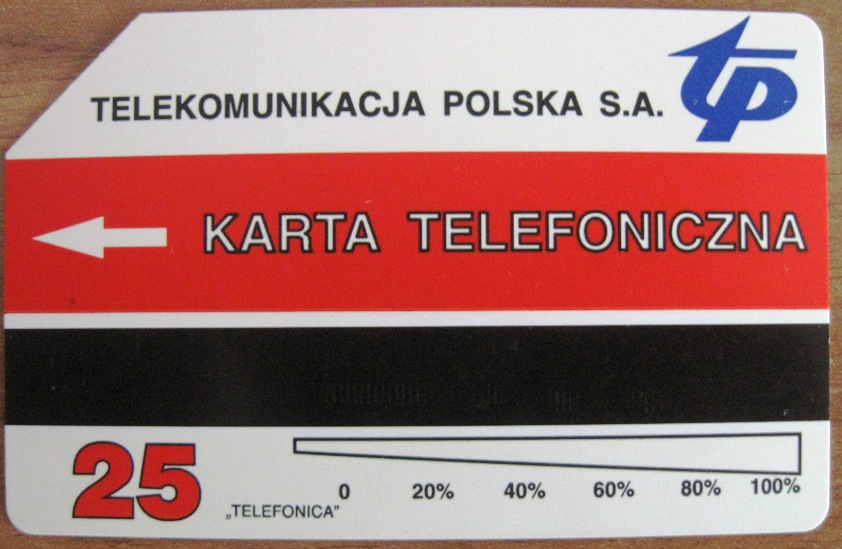 TELEKOMUNIKACJA POLSKA S.A.
tp
KARTA TELEFONICZNA
25
„TELEFONICA”
0 20% 40% 60% 80% 100%